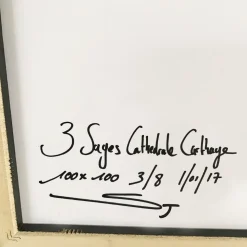 3 Sages Cathédrale Carthage
100x100 3/8 1/01/17